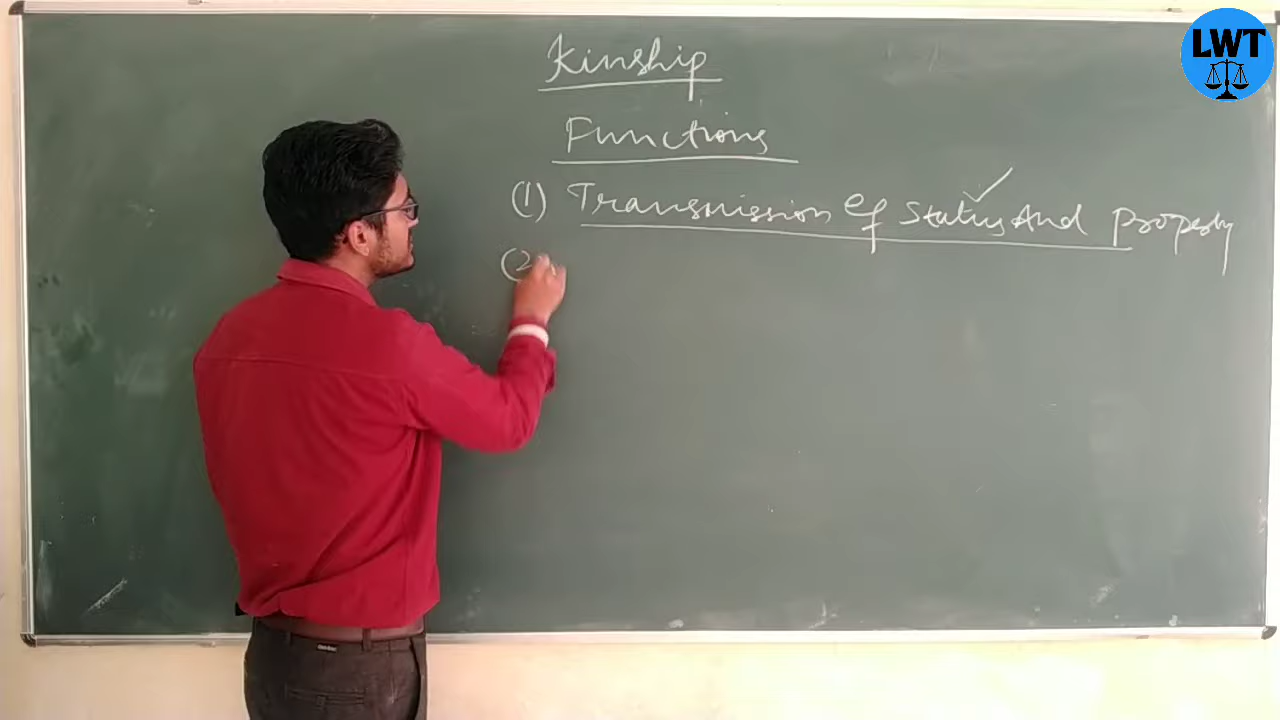 LWT
Kinship
Functions
(1) Transmission of Status And Property
(2)